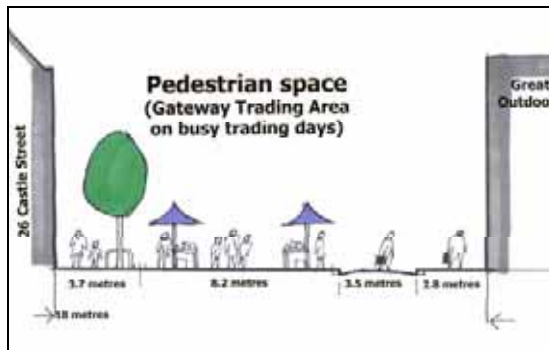 Pedestrian space
(Gateway Trading Area
on busy trading days)
Great
Outdoo
26 Castle Street
3.7 metres
8.2 metres
3.5 metres
2.8 metres
18 metres